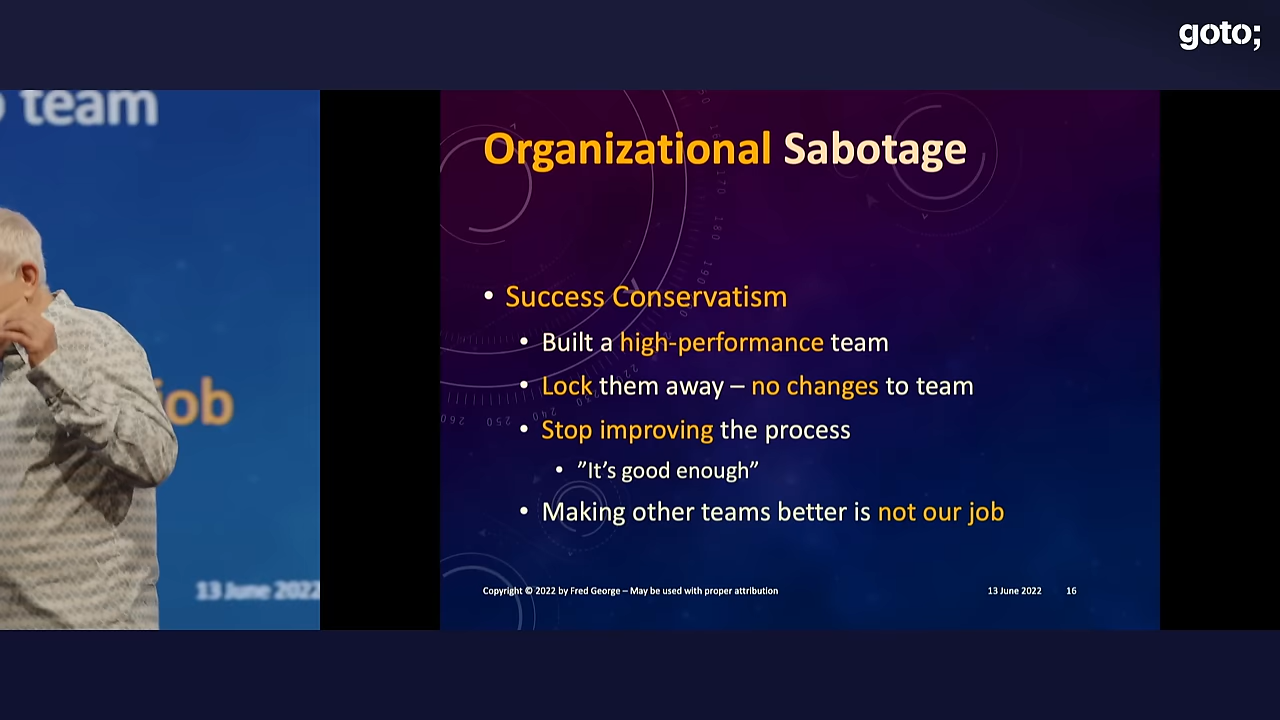 goto;
team
job
13 June 2022
Organizational Sabotage
• Success Conservatism
• Built a high-performance team
• Lock them away – no changes to team
• Stop improving the process
• ”It’s good enough”
• Making other teams better is not our job
Copyright © 2022 by Fred George – May be used with proper attribution
13 June 2022
16